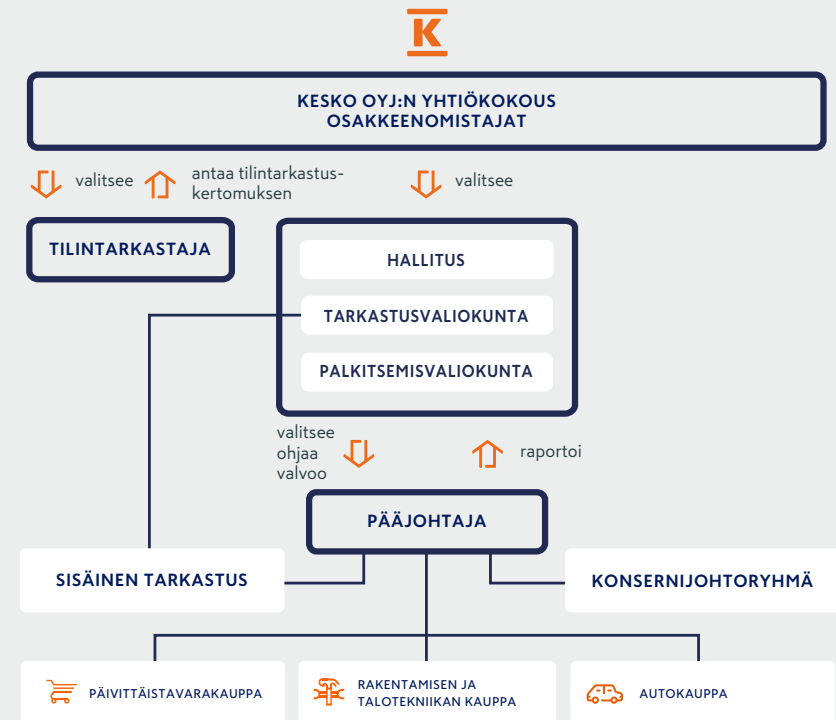 K
KESKO OYJ:N YHTIÖKOKOUS
OSAKKEENOMISTAJAT
valitsee
antaa tilintarkastus-
kertomuksen
valitsee
TILINTARKASTAJA
HALLITUS
TARKASTUSVALIOKUNTA
PALKITSEMISVALIOKUNTA
valitsee
ohjaa
valvoo
raportoi
PÄÄJOHTAJA
SISÄINEN TARKASTUS
KONSERNIJOHTORYHMÄ
PÄIVITTÄISTAVARAKAUPPA
RAKENTAMISEN JA
TALOTEKNIIKAN KAUPPA
AUTOKAUPPA